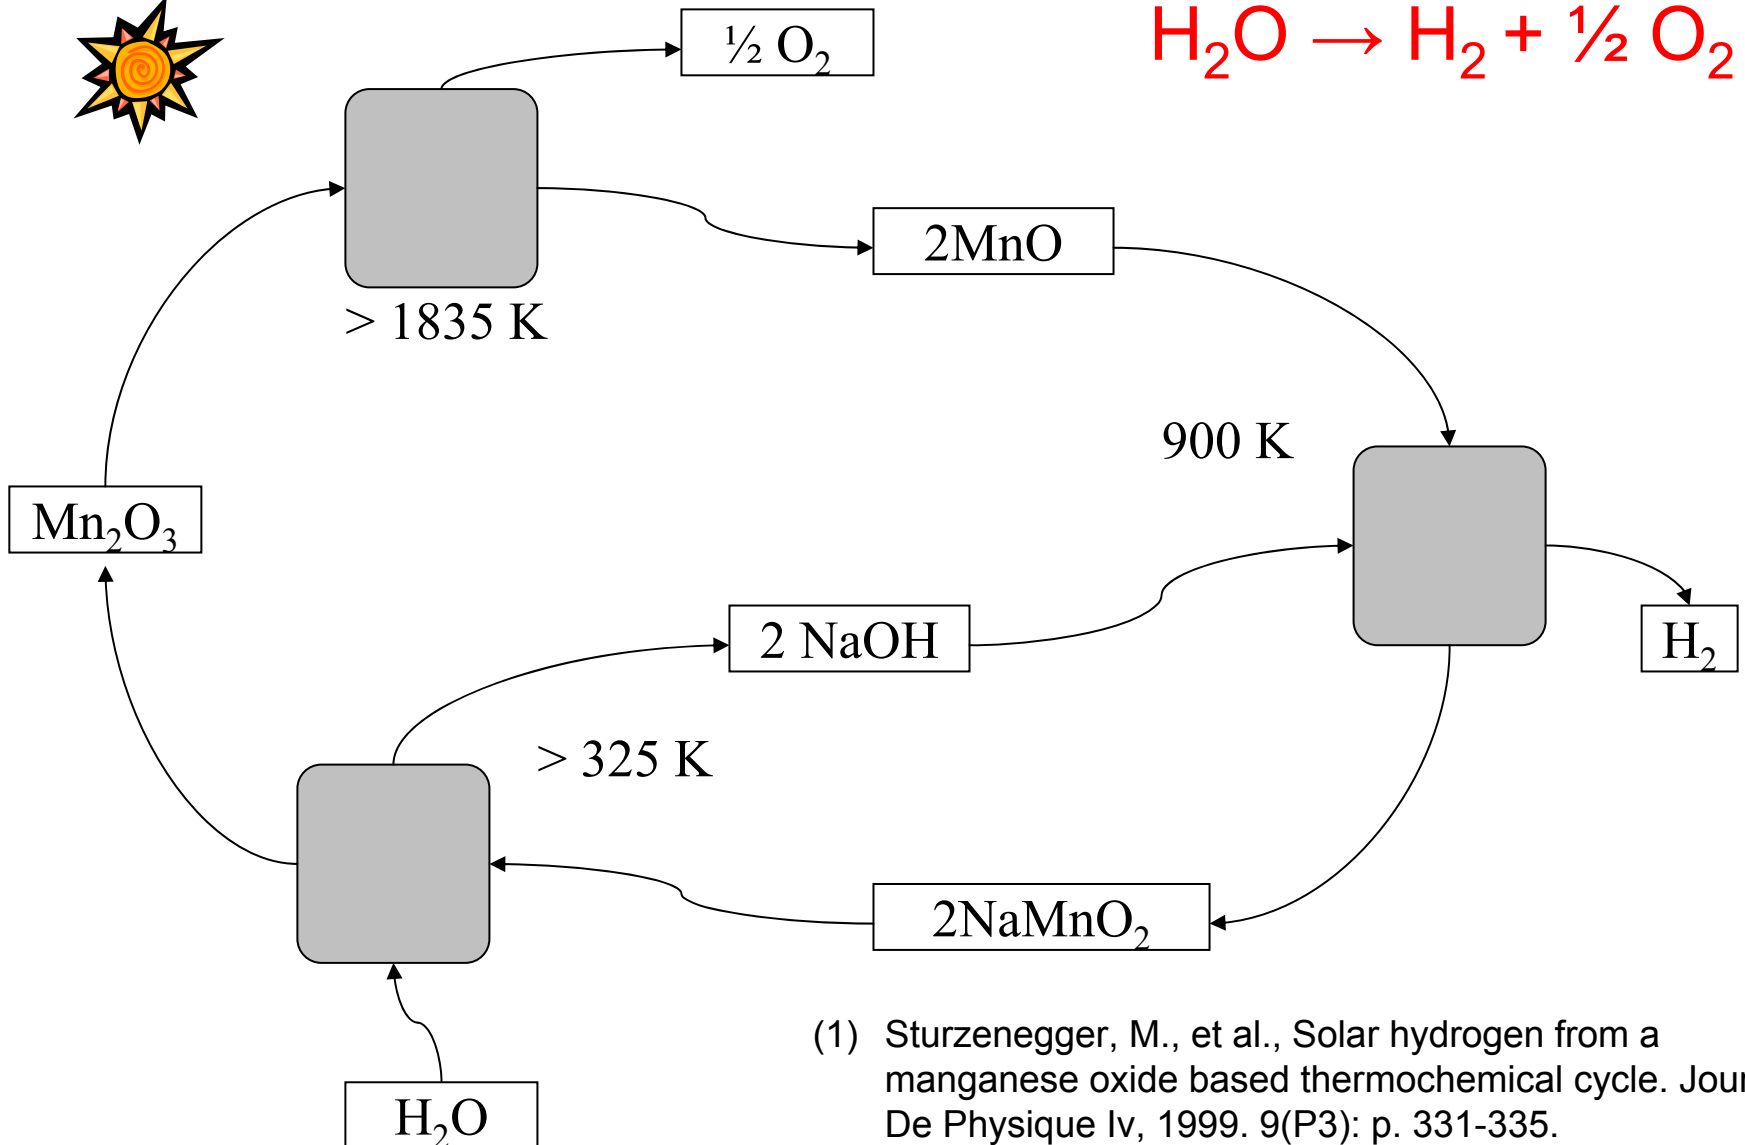 ½ O₂
H₂O → H₂ + ½ O₂
2MnO
> 1835 K
900 K
Mn₂O₃
2 NaOH
H₂
> 325 K
2NaMnO₂
H₂O
(1) Sturzenegger, M., et al., Solar hydrogen from a
manganese oxide based thermochemical cycle. Jour
De Physique Iv, 1999. 9(P3): p. 331-335.